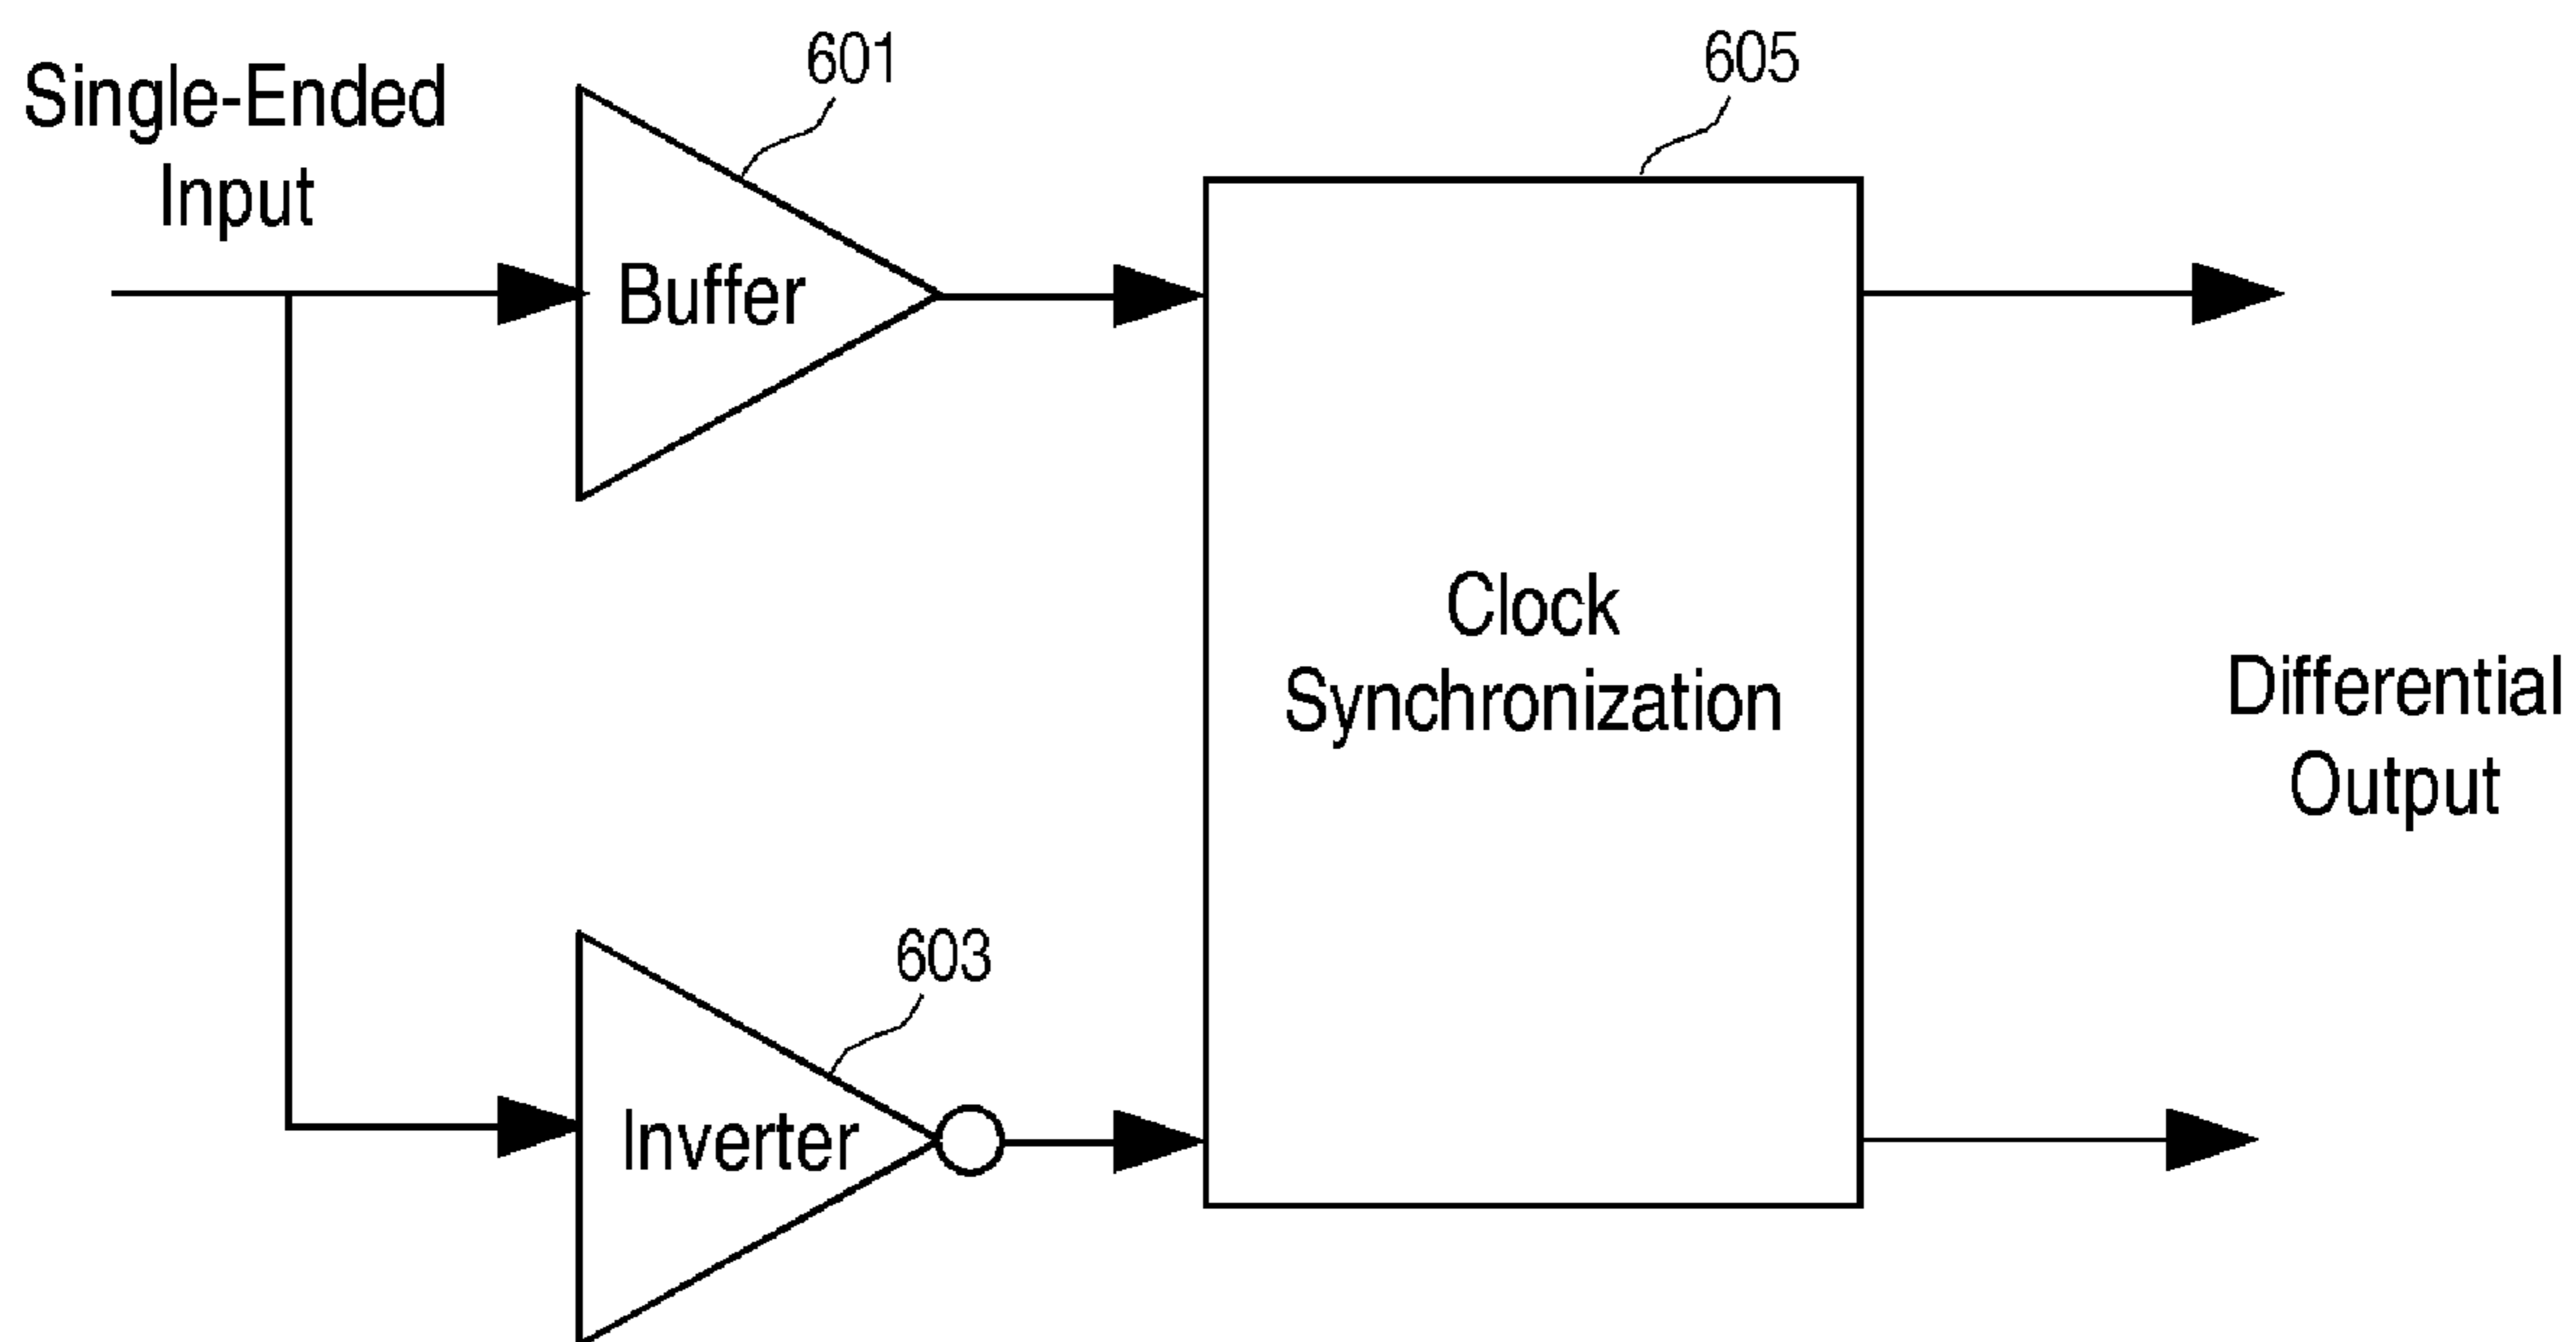 Single-Ended
Input
601
Buffer
605
Clock
Synchronization
Differential
Output
603
Inverter